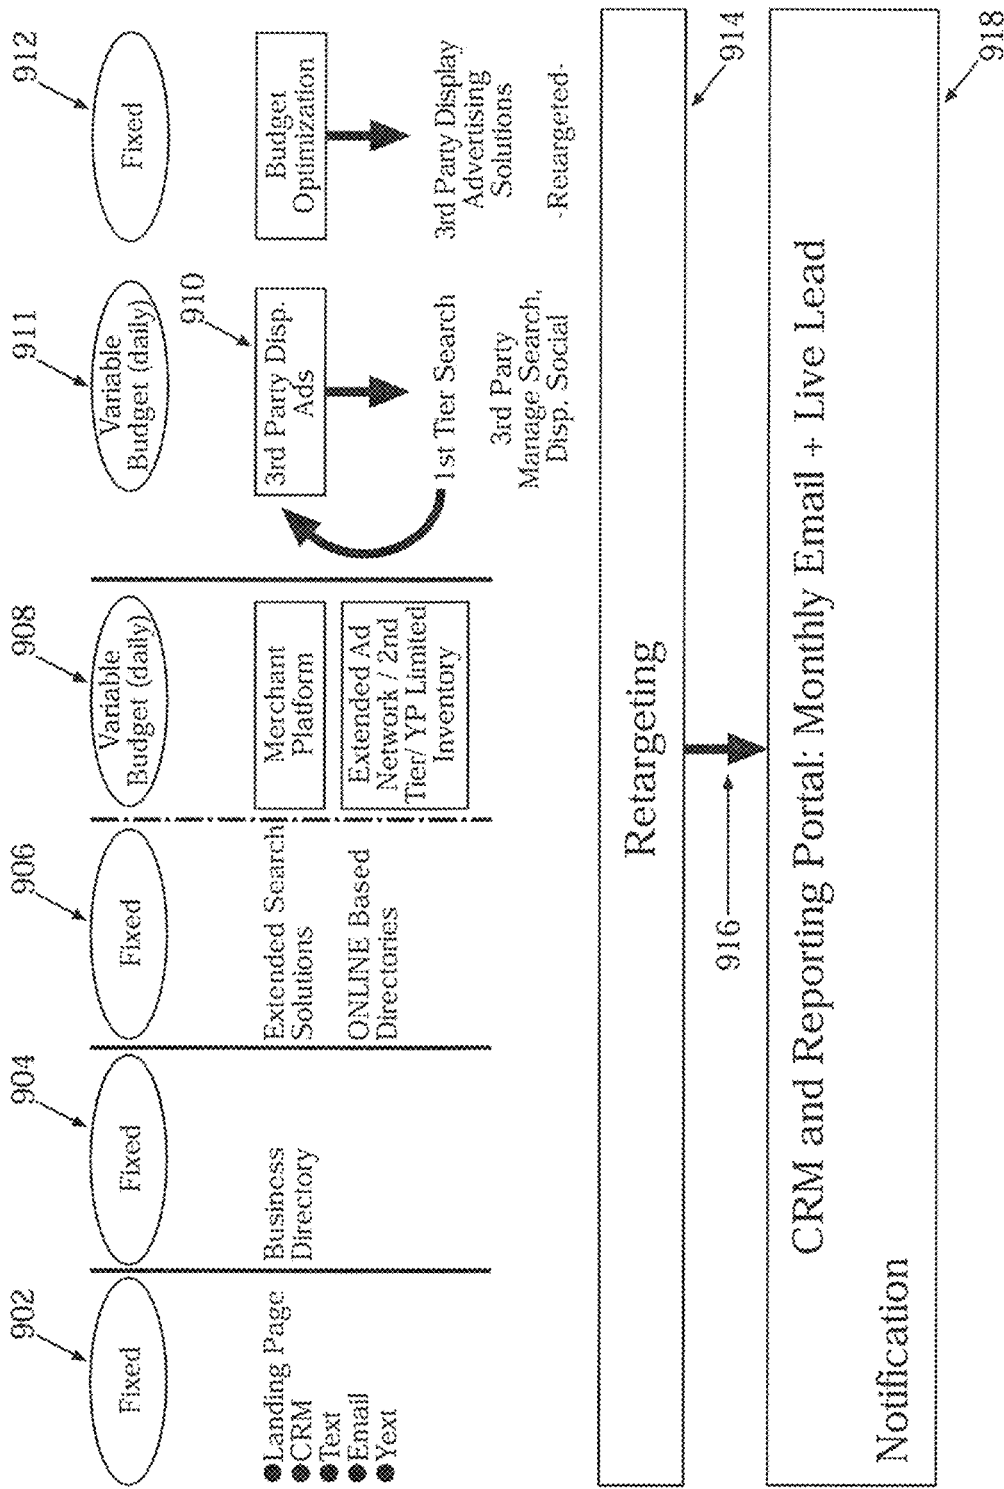 902
Fixed
●Landing Page
●CRM
●Text
●Email
●Yext
904
Fixed
Business
Directory
906
Fixed
Extended Search
Solutions
ONLINE Based
Directories
908
Variable
Budget (daily)
Merchant
Platform
Extended Ad
Network / 2nd
Tier/ YP Limited
Inventory
911
Variable
Budget (daily)
910
3rd Party Disp.
Ads
1st Tier Search
3rd Party
Manage Search,
Disp. Social
912
Fixed
Budget
Optimization
3rd Party Display
Advertising
Solutions
-Retargeted-
Retargeting
914
916
CRM and Reporting Portal: Monthly Email + Live Lead
Notification
918